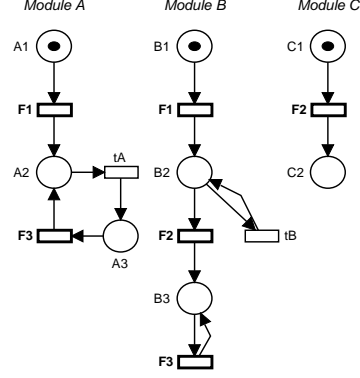 Module A Module B Module C
A1 B1 C1
F1 F1 F2
tA
A2 B2 C2
F3 F2 tB
A3
B3
F3